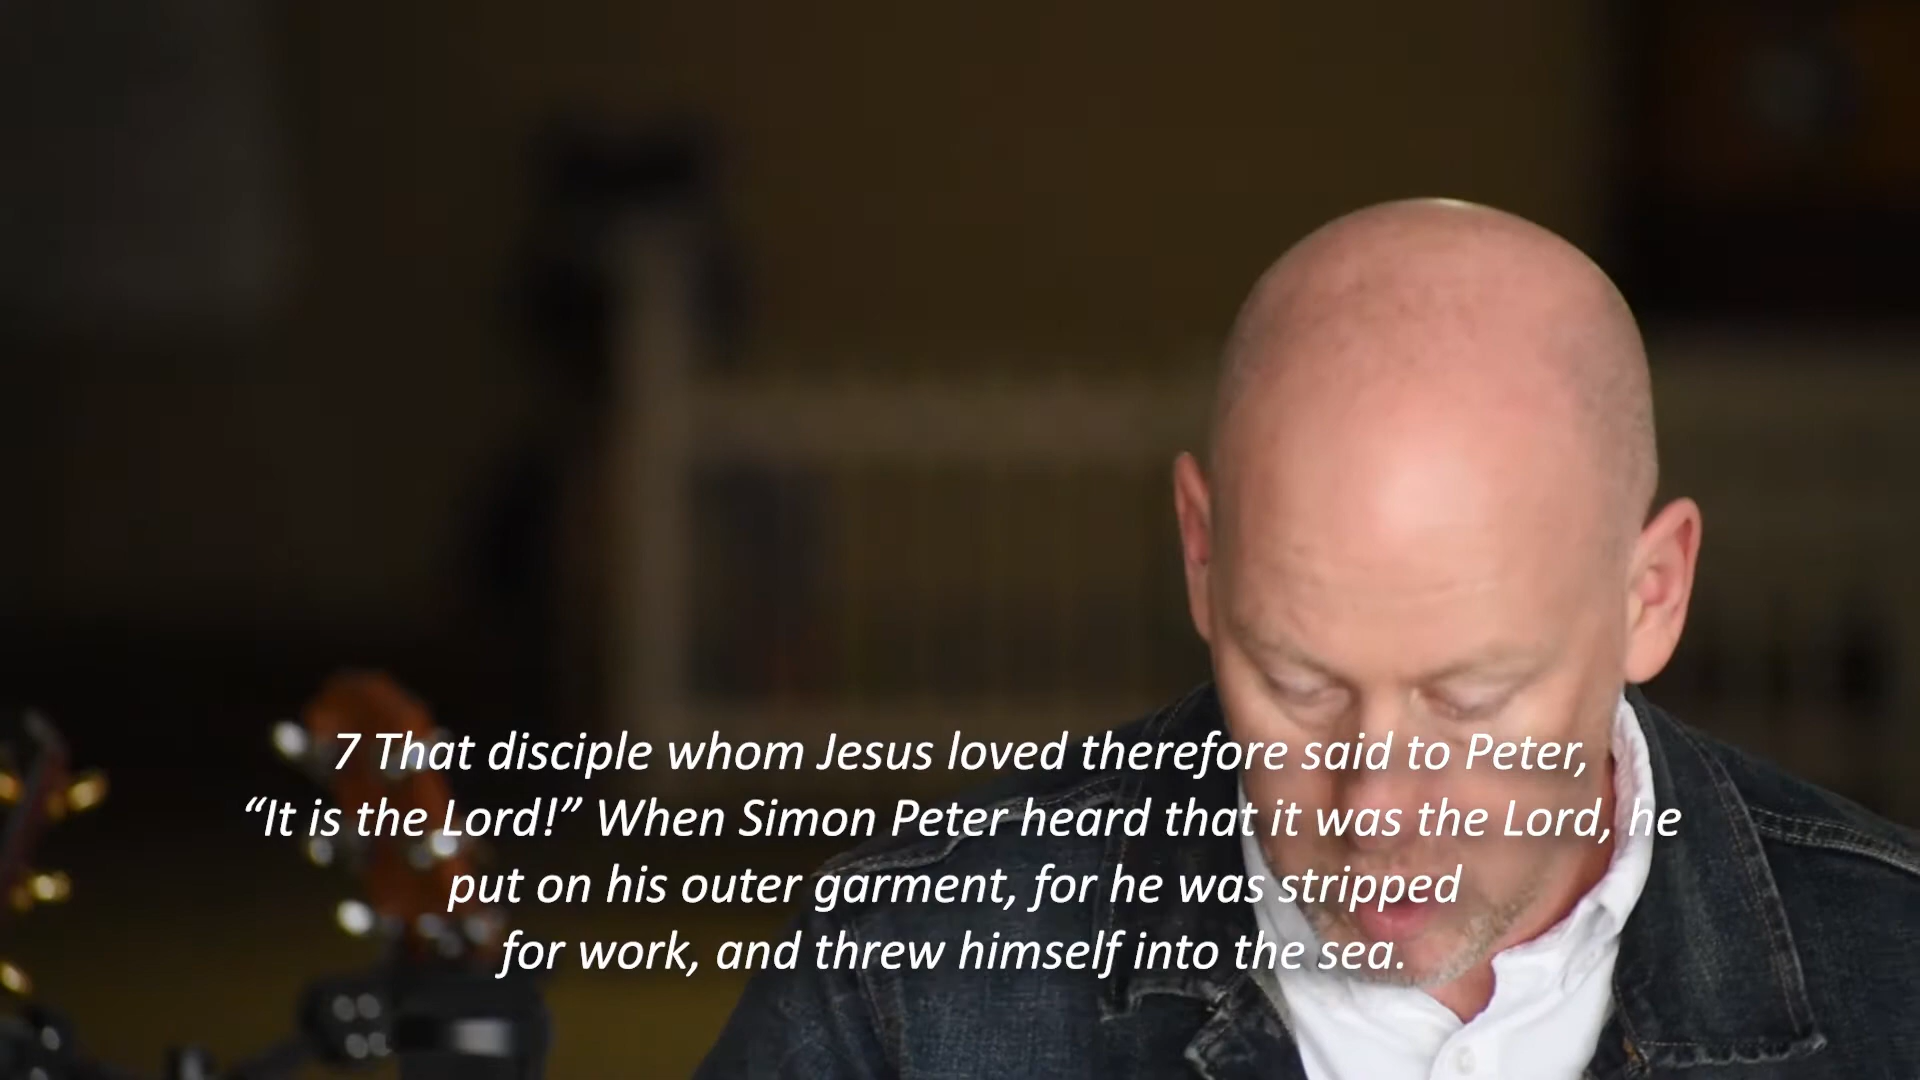 7 That disciple whom Jesus loved therefore said to Peter,
“It is the Lord!” When Simon Peter heard that it was the Lord, he
put on his outer garment, for he was stripped
for work, and threw himself into the sea.